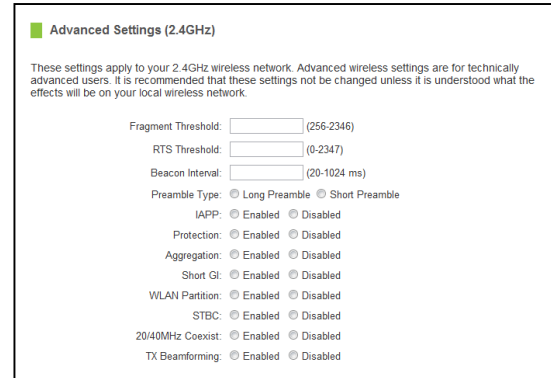 Advanced Settings (2.4GHz)
These settings apply to your 2.4GHz wireless network. Advanced wireless settings are for technically
advanced users. It is recommended that these settings not be changed unless it is understood what the
effects will be on your local wireless network.
Fragment Threshold: (256-2346)
RTS Threshold: (0-2347)
Beacon Interval: (20-1024 ms)
Preamble Type: Long Preamble Short Preamble
IAPP: Enabled Disabled
Protection: Enabled Disabled
Aggregation: Enabled Disabled
Short GI: Enabled Disabled
WLAN Partition: Enabled Disabled
STBC: Enabled Disabled
20/40MHz Coexist: Enabled Disabled
TX Beamforming: Enabled Disabled